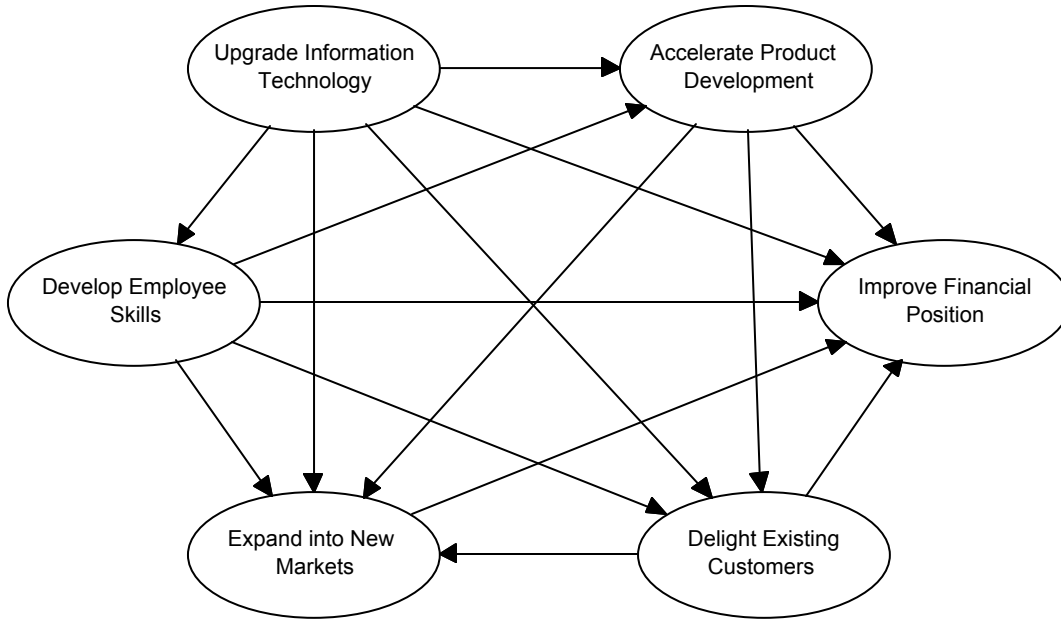 Upgrade Information
Technology
Accelerate Product
Development
Develop Employee
Skills
Improve Financial
Position
Expand into New
Markets
Delight Existing
Customers